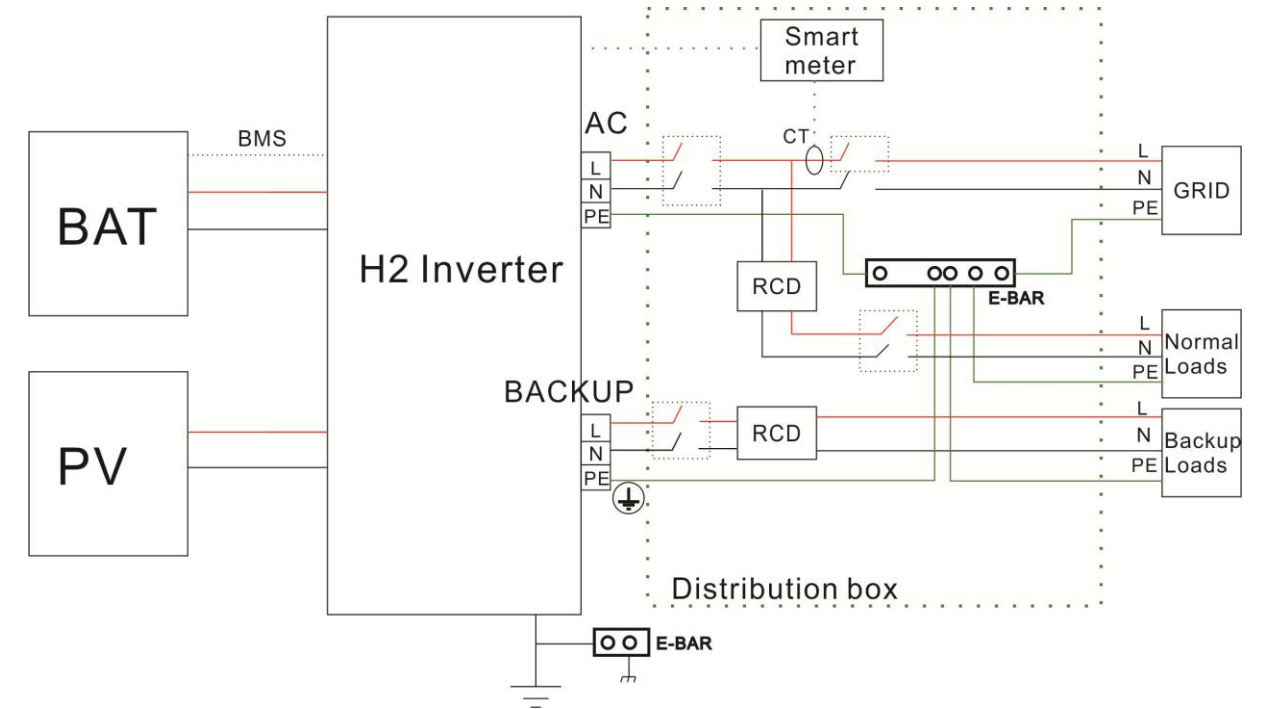 Smart
meter
AC
CT
BMS
L
N
PE
L
N
PE
GRID
BAT
H2 Inverter
RCD
E-BAR
L
N
PE
Normal
Loads
BACKUP
L
N
PE
RCD
L
N
PE
Backup
Loads
PV
Distribution box
E-BAR